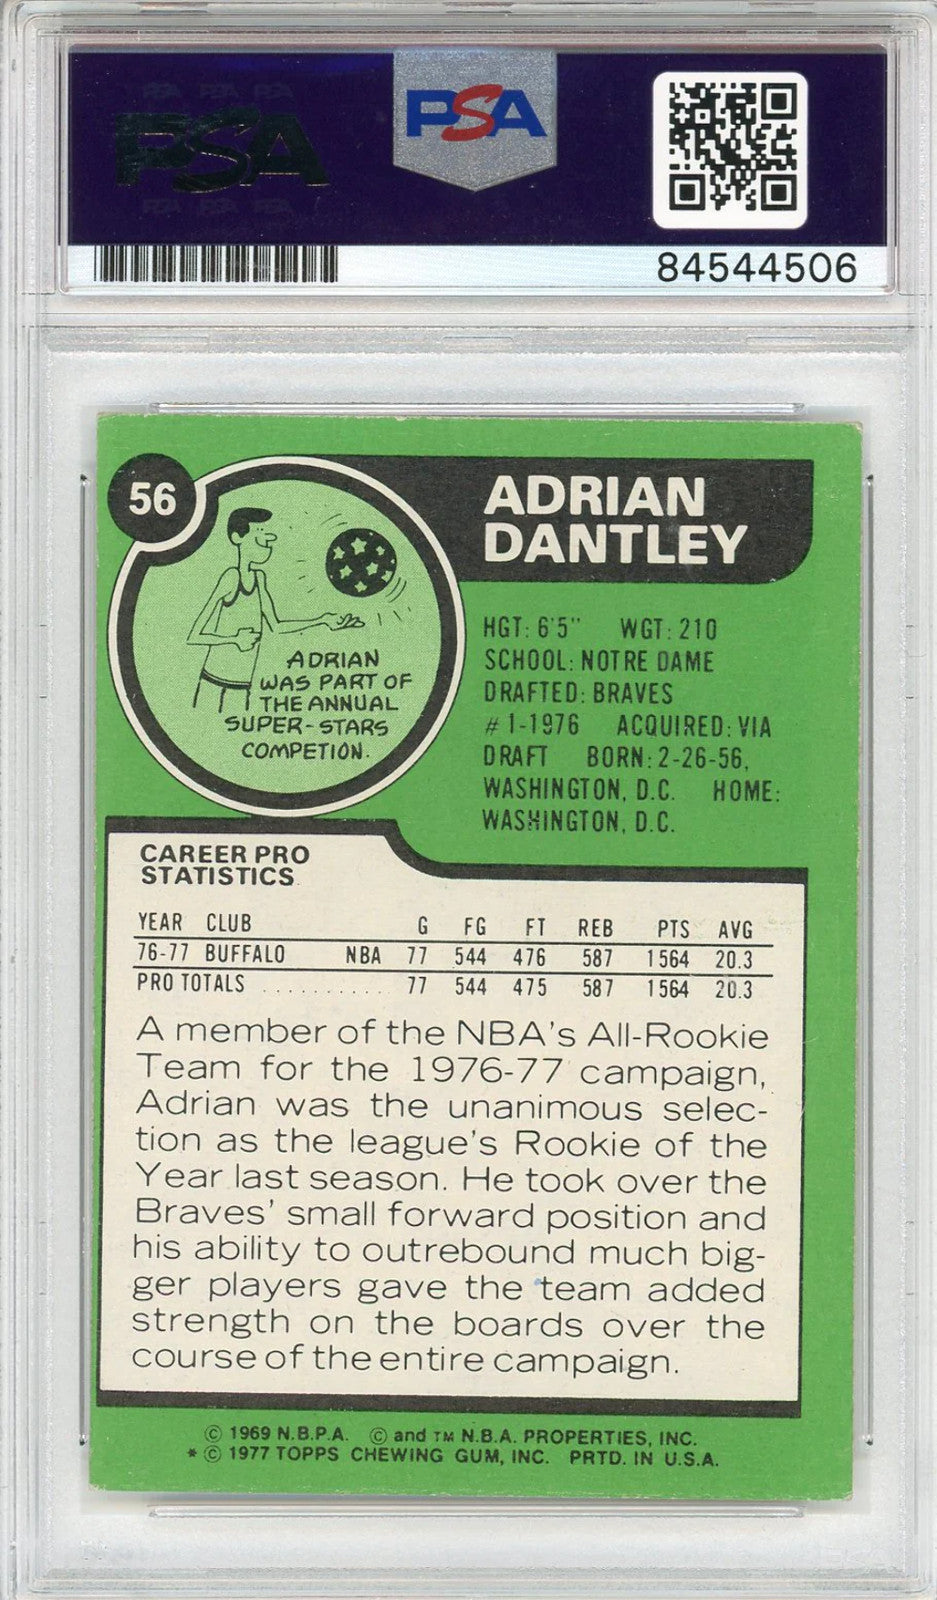 PSA
PSA PSA PSA
PSA
PSA PSA PSA
84544506
56
ADRIAN
DANTLEY
ADRIAN
WAS PART OF
THE ANNUAL
SUPER-STARS
COMPETION.
HGT: 6'5" WGT: 210
SCHOOL: NOTRE DAME
DRAFTED: BRAVES
#1-1976 ACQUIRED: VIA
DRAFT BORN: 2-26-56,
WASHINGTON, D.C. HOME:
WASHINGTON, D.C.
CAREER PRO
STATISTICS
YEAR CLUB G FG FT REB PTS AVG
76-77 BUFFALO NBA 77 544 476 587 1564 20.3
PRO TOTALS .......... 77 544 475 587 1564 20.3
A member of the NBA's All-Rookie
Team for the 1976-77 campaign,
Adrian was the unanimous selec-
tion as the league's Rookie of the
Year last season. He took over the
Braves' small forward position and
his ability to outrebound much big-
ger players gave the team added
strength on the boards over the
course of the entire campaign.
© 1969 N.B.P.A. © and TM N.B.A. PROPERTIES, INC.
* © 1977 TOPPS CHEWING GUM, INC. PRTD. IN U.S.A.